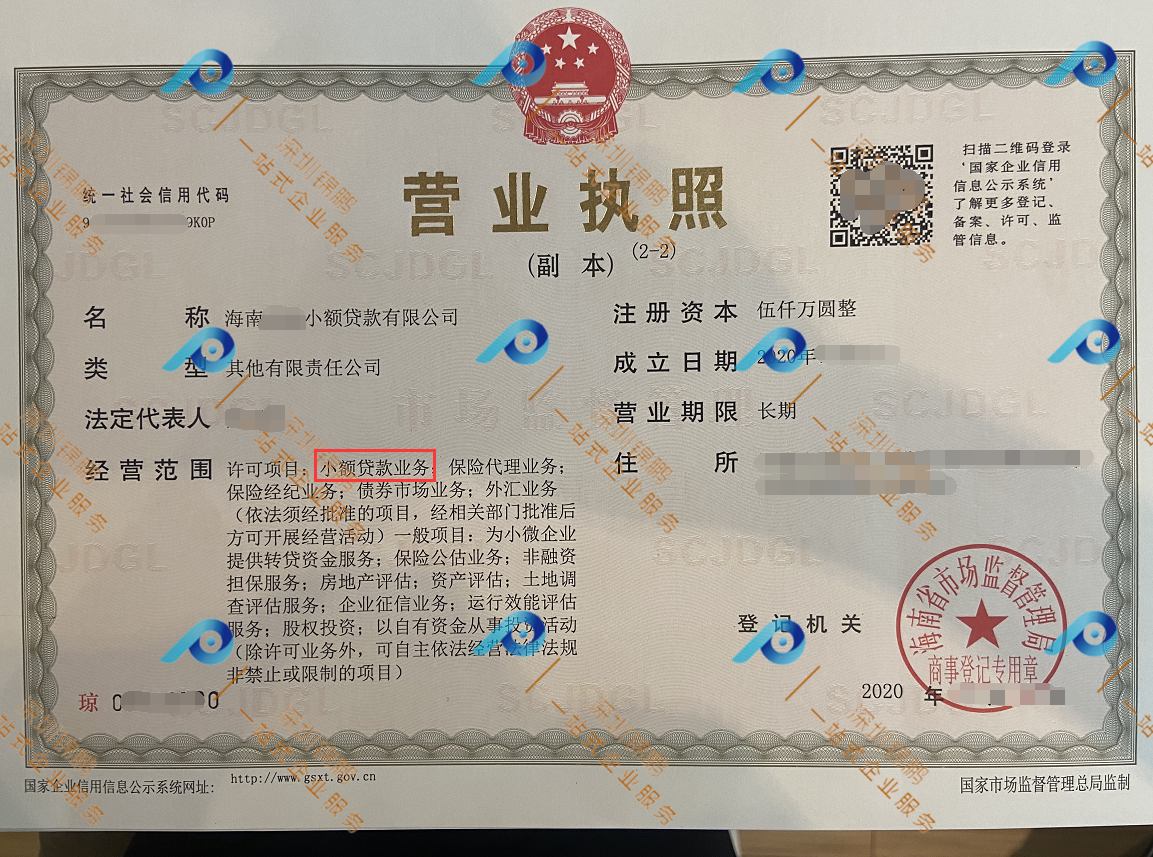 营业执照
(副 本) (2-2)
统一社会信用代码
9 9K0P
扫描二维码登录
‘国家企业信用
信息公示系统’
了解更多登记、
备案、许可、监
管信息。
名 称 海南 小额贷款有限公司
类 型 其他有限责任公司
法定代表人
经营范围 许可项目：小额贷款业务；保险代理业务；
保险经纪业务；债券市场业务；外汇业务
（依法须经批准的项目，经相关部门批准后
方可开展经营活动）一般项目：为小微企业
提供转贷资金服务；保险公估业务；非融资
担保服务；房地产评估；资产评估；土地调
查评估服务；企业征信业务；运行效能评估
服务；股权投资；以自有资金从事投资活动
（除许可业务外，可自主依法经营法律法规
非禁止或限制的项目）
注册资本 伍仟万圆整
成立日期 2020年
营业期限 长期
住 所
登记机关
海南省市场监督管理局
商事登记专用章
2020 年
琼 0
国家企业信用信息公示系统网址：
http://www.gsxt.gov.cn
国家市场监督管理总局监制
深圳锦鹏
一站式企业服务
SCJDGL